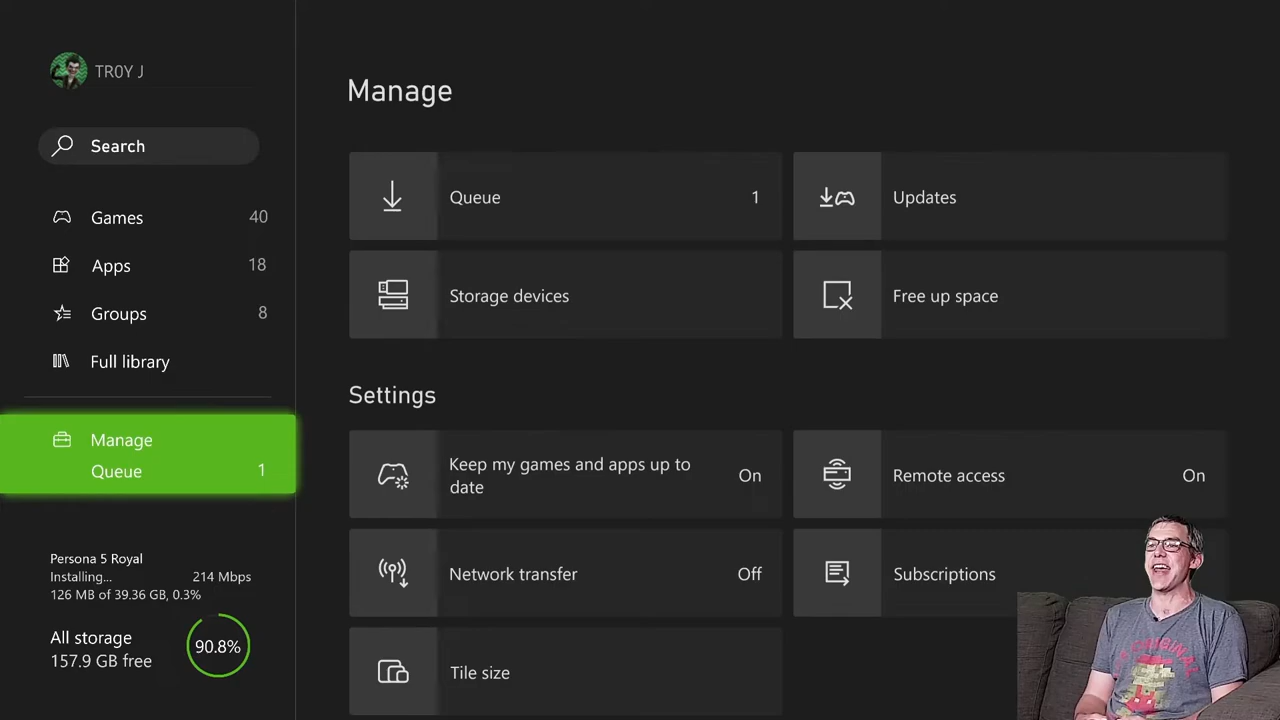 TR0Y J
Search
Games 40
Apps 18
Groups 8
Full library
Manage
Queue 1
Persona 5 Royal
Installing... 214 Mbps
126 MB of 39.36 GB, 0.3%
All storage
157.9 GB free
90.8%
Manage
Queue 1
Updates
Storage devices
Free up space
Settings
Keep my games and apps up to
date
On
Remote access On
Network transfer Off
Subscriptions
Tile size
ORIGINAL